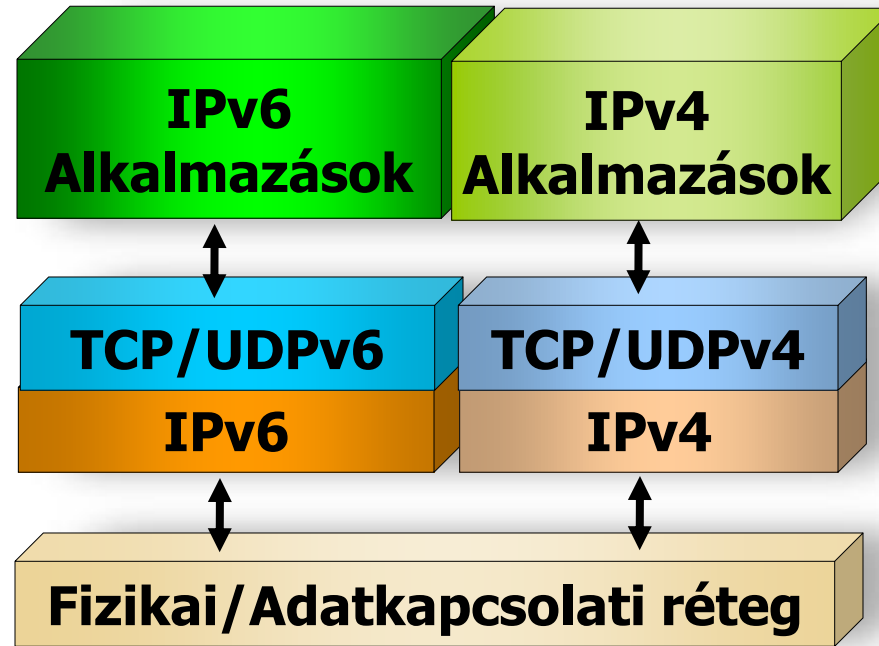 IPv6
Alkalmazások
IPv4
Alkalmazások
TCP/UDPv6
TCP/UDPv4
IPv6
IPv4
Fizikai/Adatkapcsolati réteg